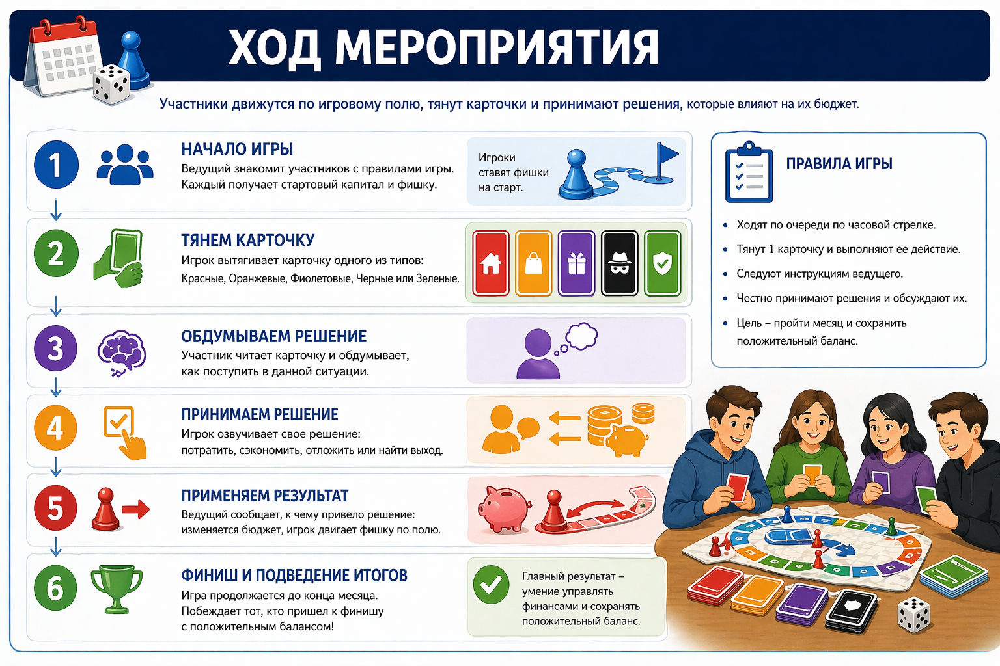 ХОД МЕРОПРИЯТИЯ
Участники движутся по игровому полю, тянут карточки и принимают решения, которые влияют на их бюджет.
1
НАЧАЛО ИГРЫ
Ведущий знакомит участников с правилами игры.
Каждый получает стартовый капитал и фишку.
Игроки
ставят фишки
на старт.
2
ТЯНЕМ КАРТОЧКУ
Игрок вытягивает карточку одного из типов:
Красные, Оранжевые, Фиолетовые, Черные или Зеленые.
3
ОБДУМЫВАЕМ РЕШЕНИЕ
Участник читает карточку и обдумывает,
как поступить в данной ситуации.
4
ПРИНИМАЕМ РЕШЕНИЕ
Игрок озвучивает свое решение:
потратить, сэкономить, отложить или найти выход.
5
ПРИМЕНЯЕМ РЕЗУЛЬТАТ
Ведущий сообщает, к чему привело решение:
изменяется бюджет, игрок двигает фишку по полю.
6
ФИНИШ И ПОДВЕДЕНИЕ ИТОГОВ
Игра продолжается до конца месяца.
Побеждает тот, кто пришел к финишу
с положительным балансом!
Главный результат –
умение управлять
финансами и сохранять
положительный баланс.
ПРАВИЛА ИГРЫ
• Ходят по очереди по часовой стрелке.
• Тянут 1 карточку и выполняют ее действие.
• Следуют инструкциям ведущего.
• Честно принимают решения и обсуждают их.
• Цель – пройти месяц и сохранить
положительный баланс.